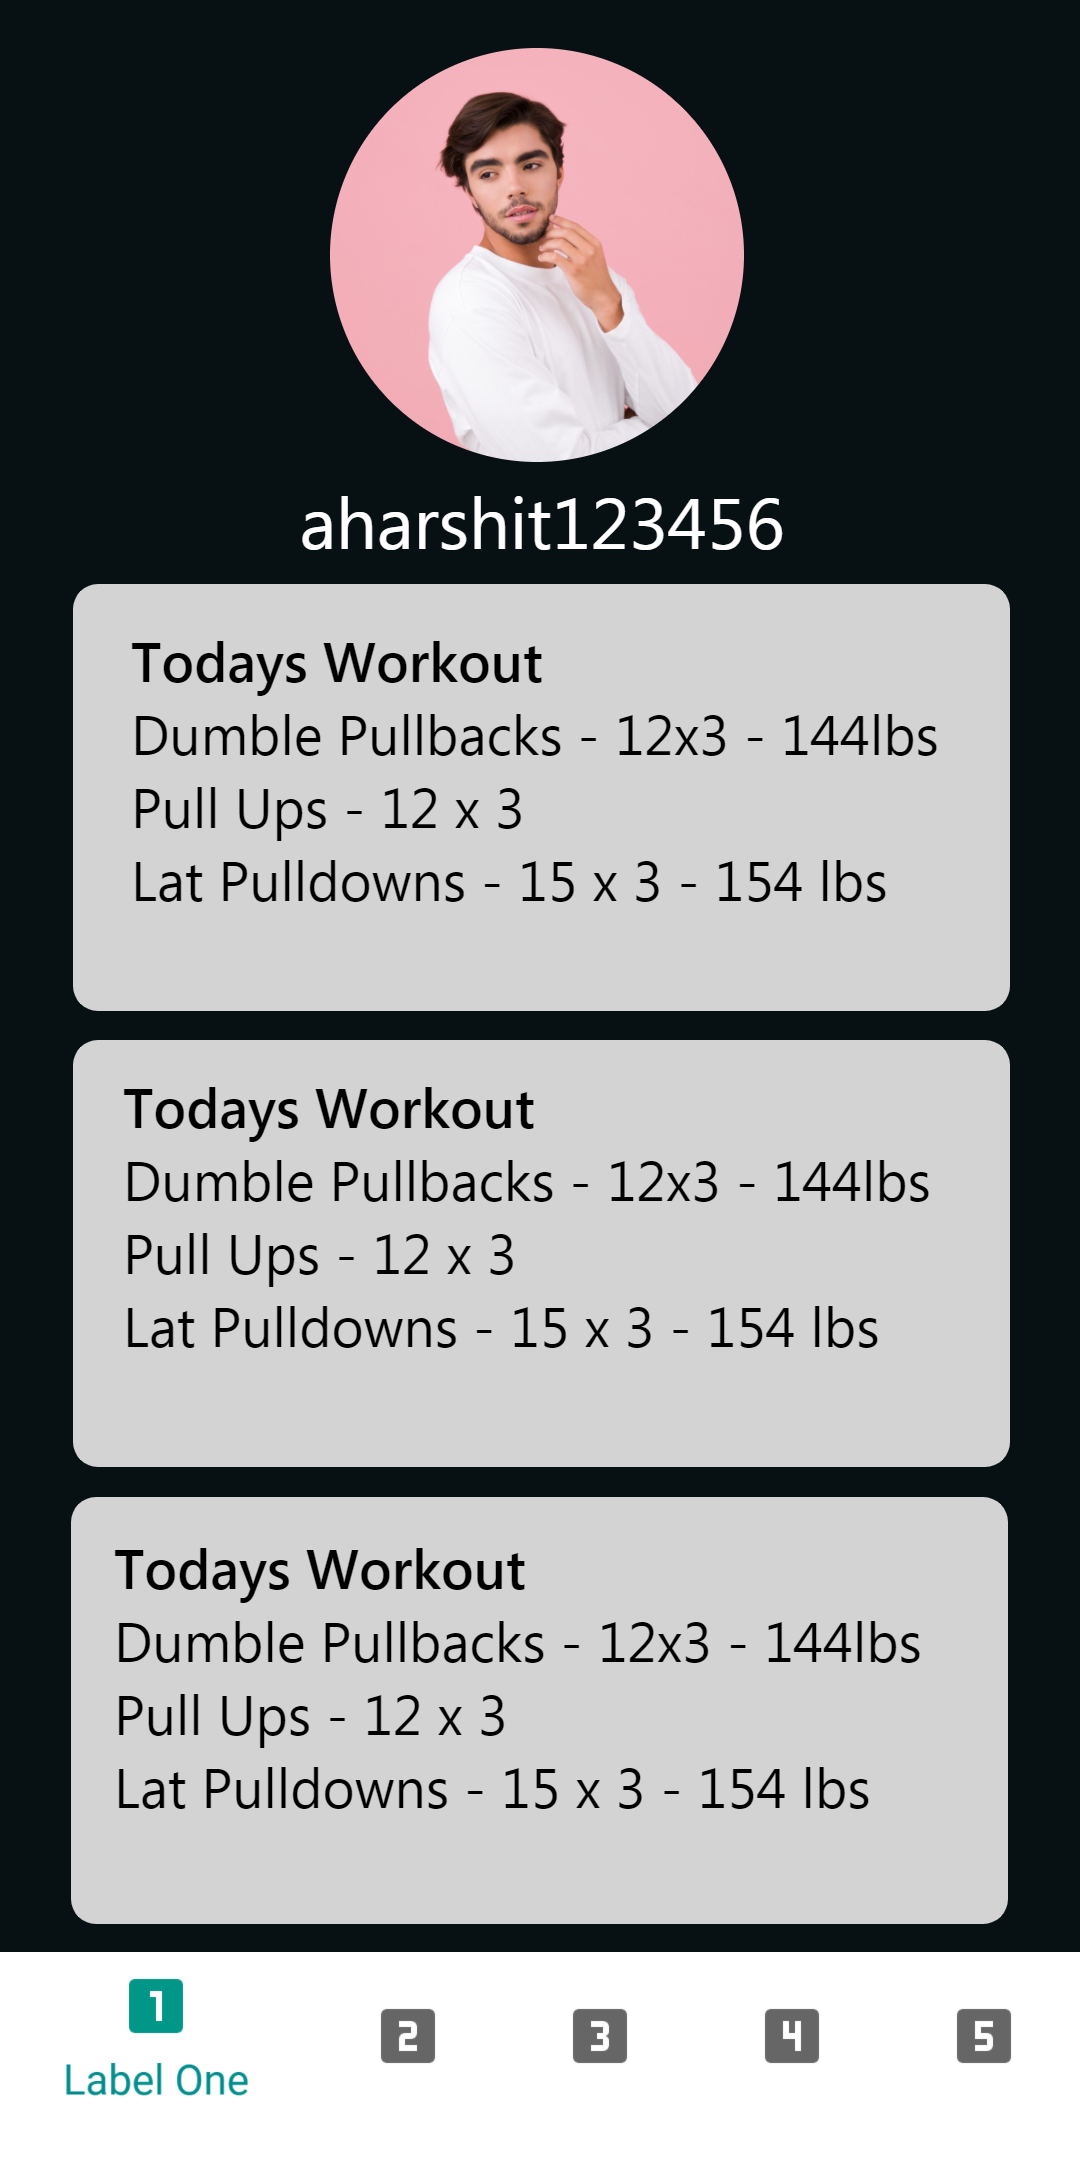 aharshit123456
Todays Workout
Dumble Pullbacks - 12x3 - 144lbs
Pull Ups - 12 x 3
Lat Pulldowns - 15 x 3 - 154 lbs
Todays Workout
Dumble Pullbacks - 12x3 - 144lbs
Pull Ups - 12 x 3
Lat Pulldowns - 15 x 3 - 154 lbs
Todays Workout
Dumble Pullbacks - 12x3 - 144lbs
Pull Ups - 12 x 3
Lat Pulldowns - 15 x 3 - 154 lbs
1 2 3 4 5
Label One